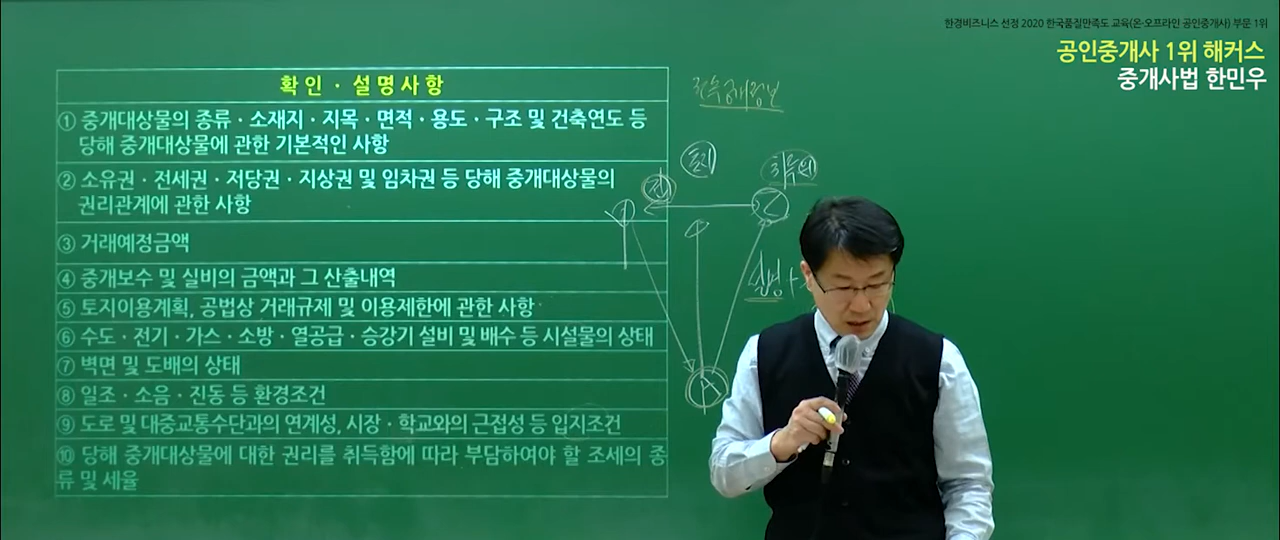 한경비즈니스 선정 2020 한국품질만족도 교육(온·오프라인 공인중개사) 부문 1위
공인중개사 1위 해커스
중개사법 한민우
확 인 · 설 명 사 항
① 중개대상물의 종류 · 소재지 · 지목 · 면적 · 용도 · 구조 및 건축연도 등
당해 중개대상물에 관한 기본적인 사항
② 소유권 · 전세권 · 저당권 · 지상권 및 임차권 등 당해 중개대상물의
권리관계에 관한 사항
③ 거래예정금액
④ 중개보수 및 실비의 금액과 그 산출내역
⑤ 토지이용계획, 공법상 거래규제 및 이용제한에 관한 사항
⑥ 수도 · 전기 · 가스 · 소방 · 열공급 · 승강기 설비 및 배수 등 시설물의 상태
⑦ 벽면 및 도배의 상태
⑧ 일조 · 소음 · 진동 등 환경조건
⑨ 도로 및 대중교통수단과의 연계성, 시장 · 학교와의 근접성 등 입지조건
⑩ 당해 중개대상물에 대한 권리를 취득함에 따라 부담하여야 할 조세의 종
류 및 세율
A